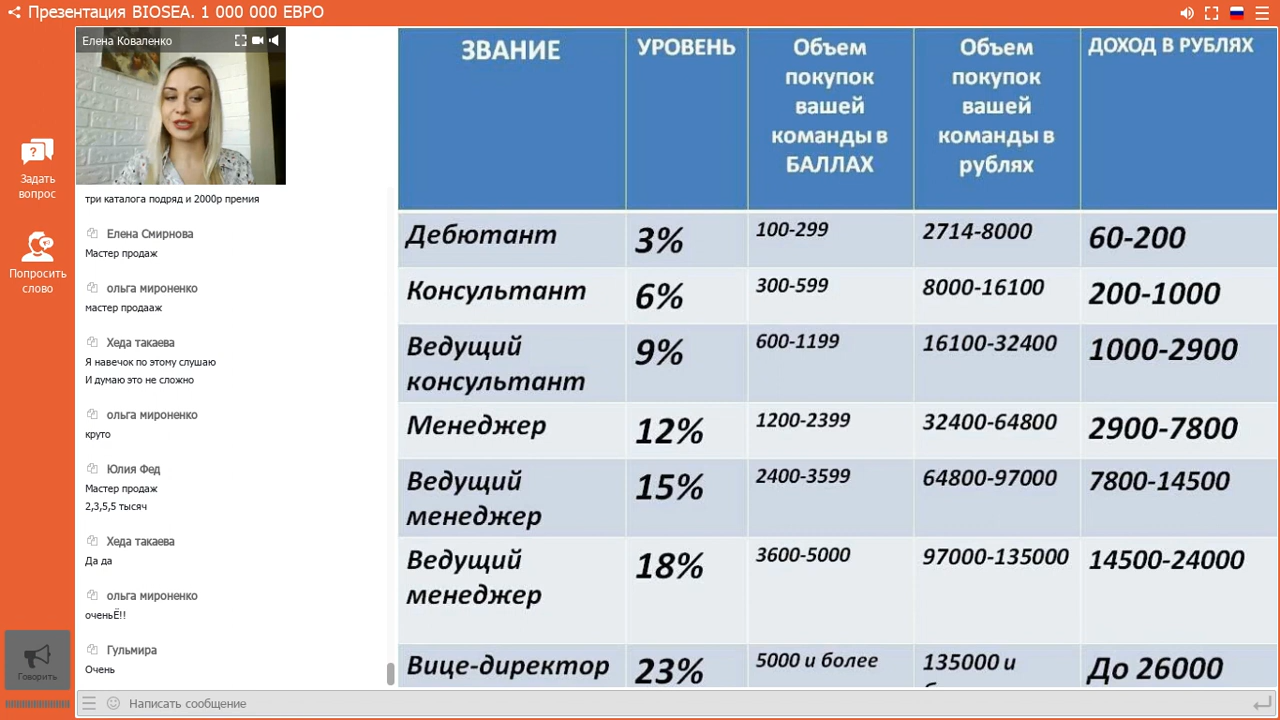 Презентация BIOSEA. 1 000 000 ЕВРО
Елена Коваленко
Задать
вопрос
Попросить
слово
Говорить
три каталога подряд и 2000р премия
Елена Смирнова
Мастер продаж
ольга мироненко
мастер продааж
Хеда такаева
Я навечок по этому слушаю
И думаю это не сложно
ольга мироненко
круто
Юлия Фед
Мастер продаж
2,3,5,5 тысяч
Хеда такаева
Да да
ольга мироненко
оченьЁ!!
Гульмира
Очень
Написать сообщение
ЗВАНИЕ
УРОВЕНЬ
Объем
покупок
вашей
команды в
БАЛЛАХ
Объем
покупок
вашей
команды в
рублях
ДОХОД В РУБЛЯХ
Дебютант
3%
100-299
2714-8000
60-200
Консультант
6%
300-599
8000-16100
200-1000
Ведущий
консультант
9%
600-1199
16100-32400
1000-2900
Менеджер
12%
1200-2399
32400-64800
2900-7800
Ведущий
менеджер
15%
2400-3599
64800-97000
7800-14500
Ведущий
менеджер
18%
3600-5000
97000-135000
14500-24000
Вице-директор
23%
5000 и более
135000 и
До 26000